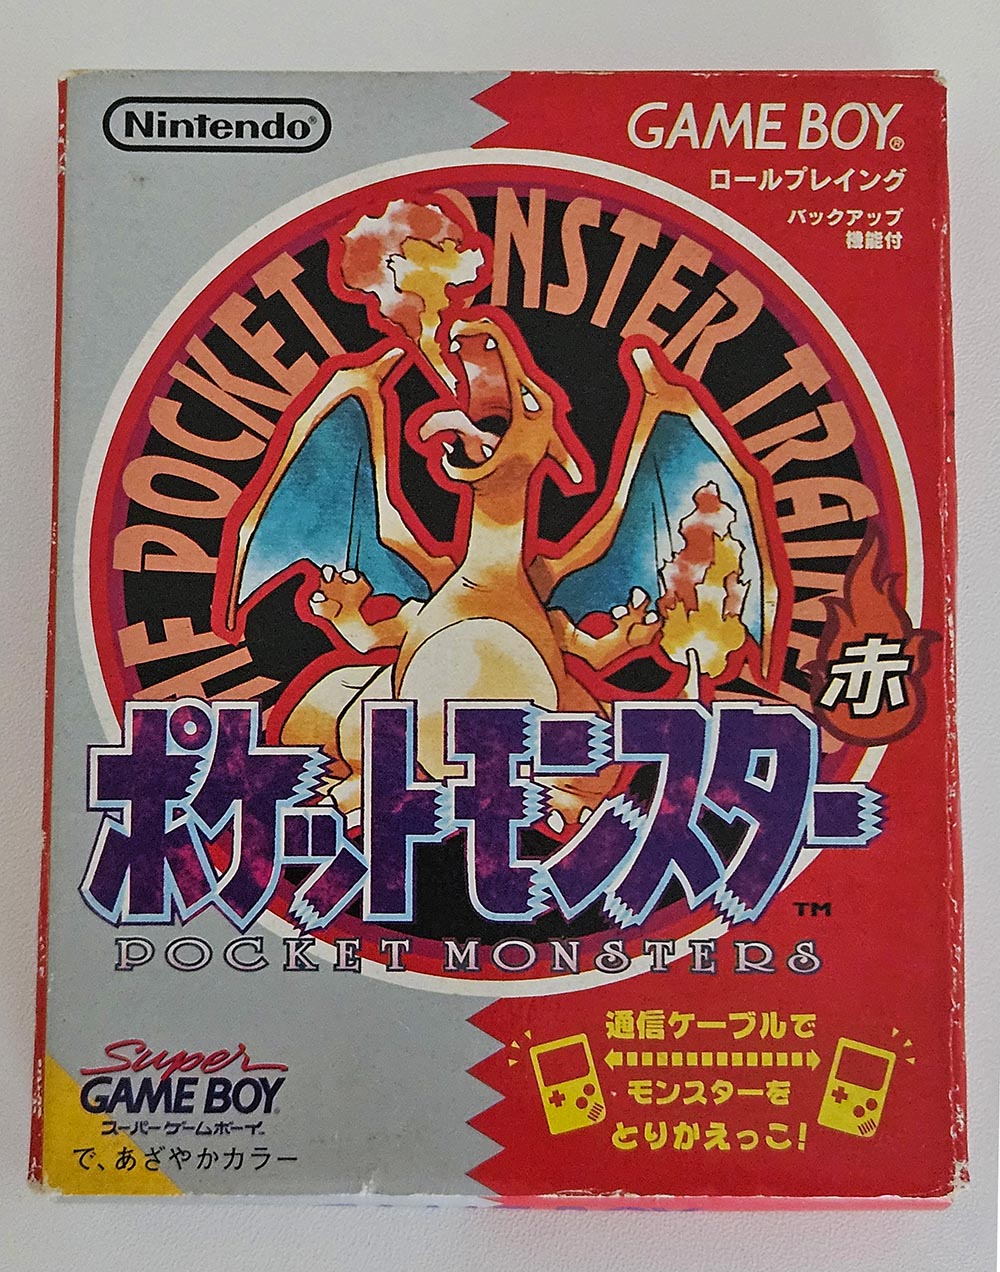 Nintendo®
GAME BOY®
ロールプレイング
バックアップ
機能付
POCKET MONSTER TRAINER
赤
ポケットモンスター
TM
POCKET MONSTERS
通信ケーブルで
モンスターを
とりかえっこ!
Super
GAME BOY
スーパーゲームボーイ
で、あざやかカラー